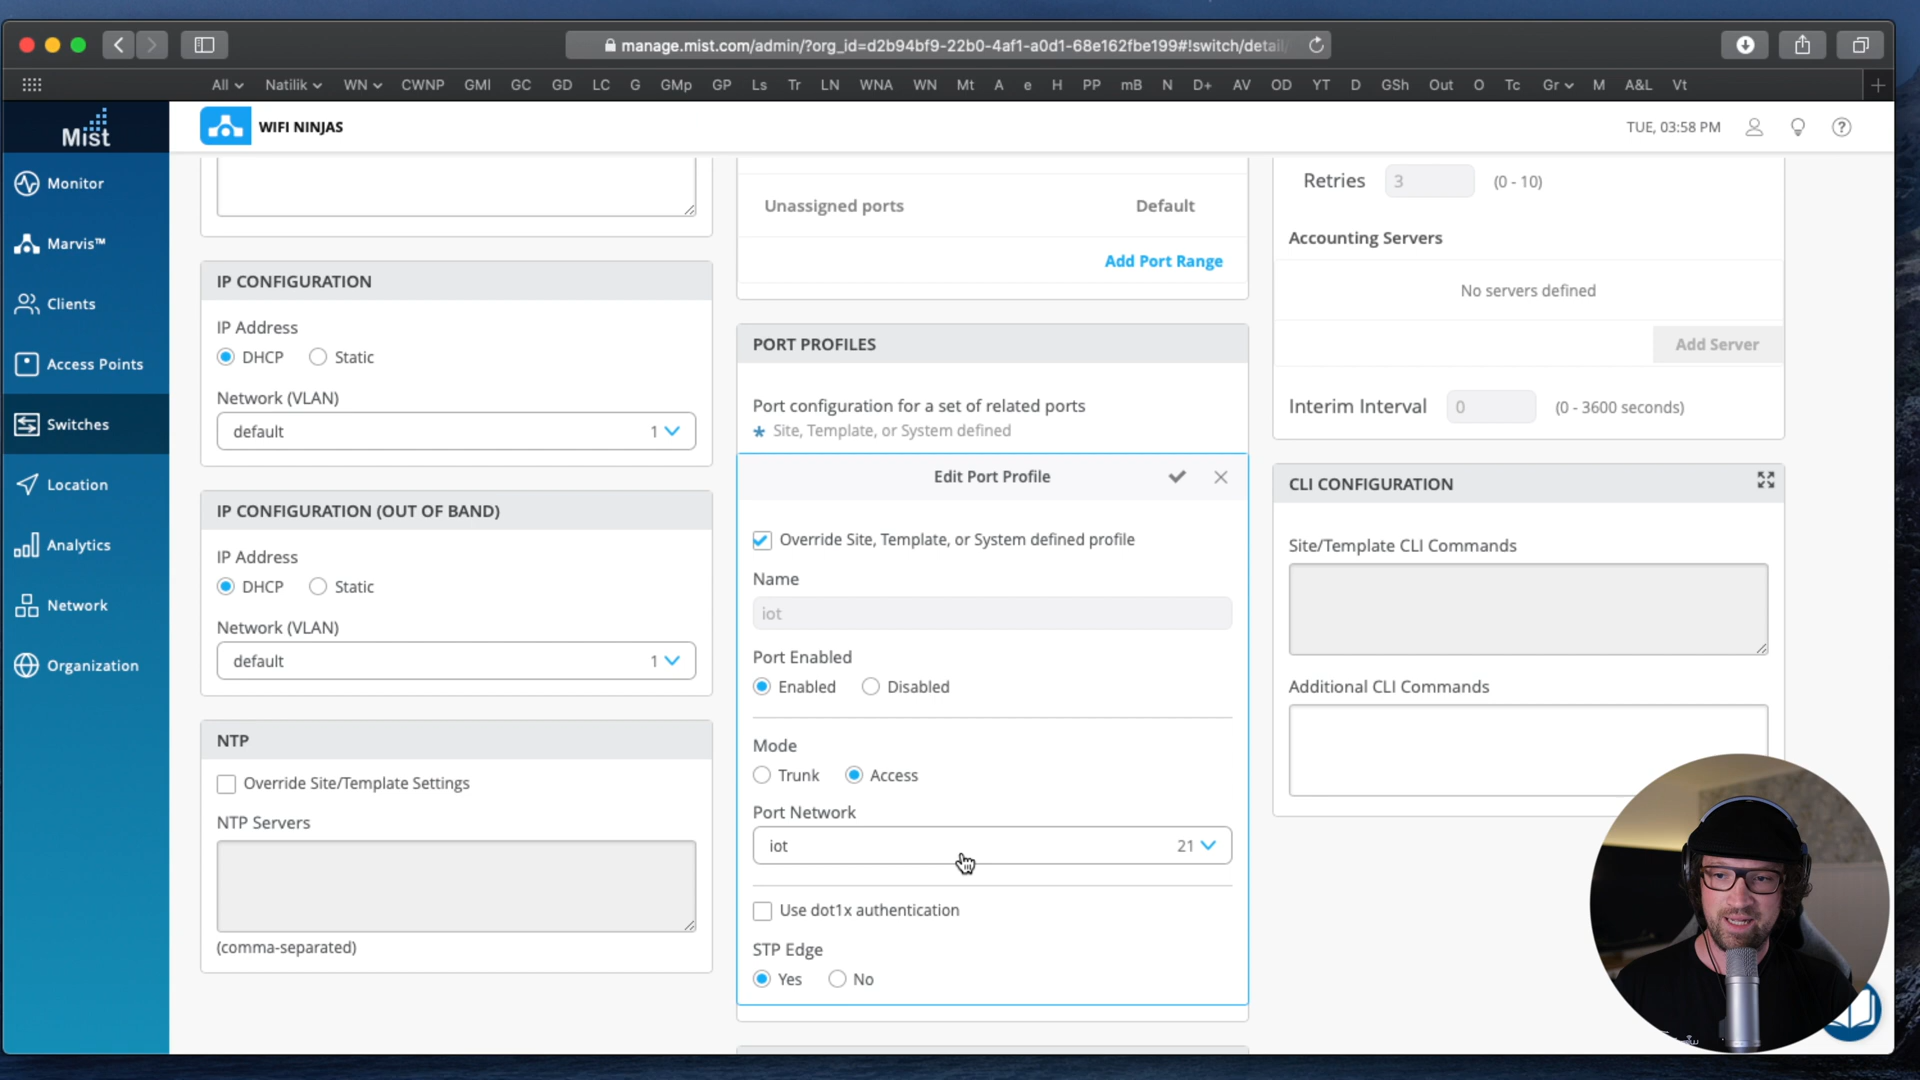 manage.mist.com/admin/?org_id=d2b94bf9-22b0-4af1-a0d1-68e162fbe199#!switch/detail/
All Natilik WN CWNP GMI GC GD LC G GMp GP Ls Tr LN WNA WN Mt A e H PP mB N D+ AV OD YT D GSh Out O Tc Gr M A&L Vt
Mist
WIFI NINJAS
TUE, 03:58 PM
Monitor
Marvis™
Clients
Access Points
Switches
Location
Analytics
Network
Organization
IP CONFIGURATION
IP Address
DHCP Static
Network (VLAN)
default 1
IP CONFIGURATION (OUT OF BAND)
IP Address
DHCP Static
Network (VLAN)
default 1
NTP
Override Site/Template Settings
NTP Servers
(comma-separated)
Unassigned ports Default
Add Port Range
PORT PROFILES
Port configuration for a set of related ports
* Site, Template, or System defined
Edit Port Profile
Override Site, Template, or System defined profile
Name
iot
Port Enabled
Enabled Disabled
Mode
Trunk Access
Port Network
iot 21
Use dot1x authentication
STP Edge
Yes No
Retries 3 (0 - 10)
Accounting Servers
No servers defined
Add Server
Interim Interval 0 (0 - 3600 seconds)
CLI CONFIGURATION
Site/Template CLI Commands
Additional CLI Commands